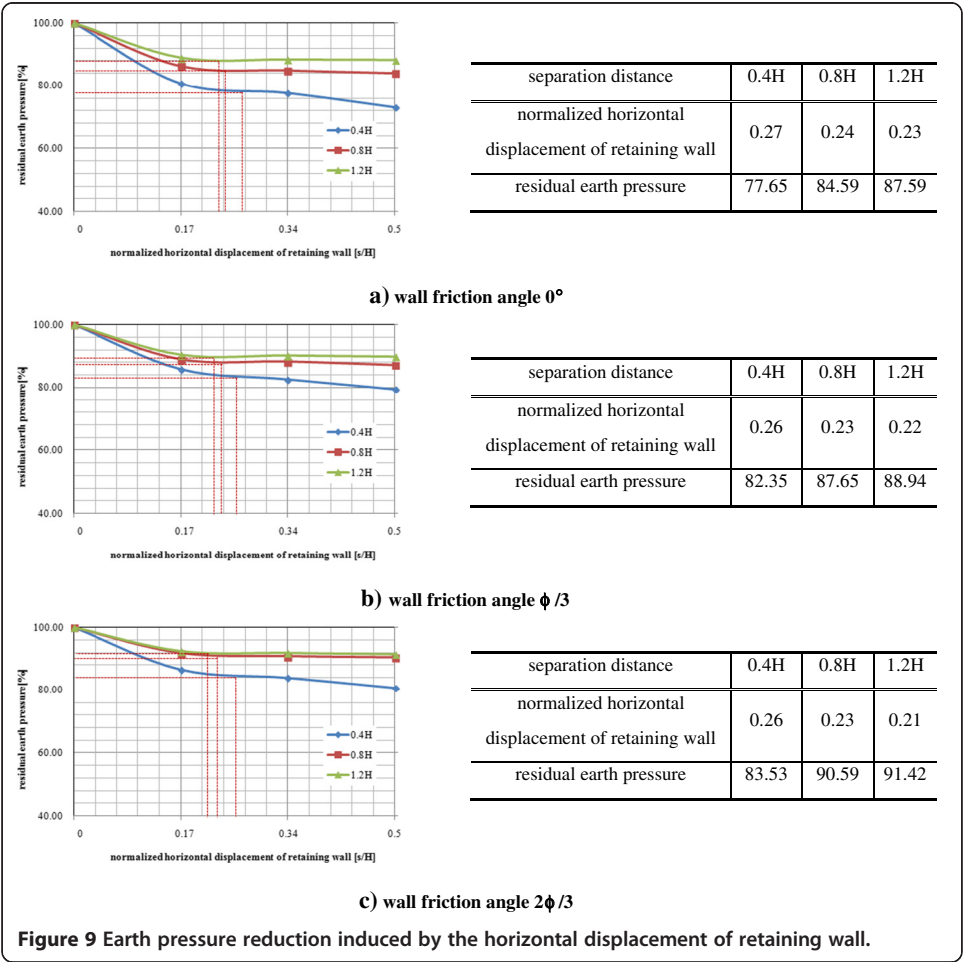 100.00
80.00
60.00
40.00
residual earth pressure[%]
0.4H
0.8H
1.2H
0 0.17 0.34 0.5
normalized horizontal displacement of retaining wall [s/H]
separation distance 0.4H 0.8H 1.2H
normalized horizontal
displacement of retaining wall 0.27 0.24 0.23
residual earth pressure 77.65 84.59 87.59
a) wall friction angle 0°
100.00
80.00
60.00
40.00
residual earth pressure[%]
0.4H
0.8H
1.2H
0 0.17 0.34 0.5
normalized horizontal displacement of retaining wall [s/H]
separation distance 0.4H 0.8H 1.2H
normalized horizontal
displacement of retaining wall 0.26 0.23 0.22
residual earth pressure 82.35 87.65 88.94
b) wall friction angle ϕ /3
100.00
80.00
60.00
40.00
residual earth pressure[%]
0.4H
0.8H
1.2H
0 0.17 0.34 0.5
normalized horizontal displacement of retaining wall [s/H]
separation distance 0.4H 0.8H 1.2H
normalized horizontal
displacement of retaining wall 0.26 0.23 0.21
residual earth pressure 83.53 90.59 91.42
c) wall friction angle 2ϕ /3
Figure 9 Earth pressure reduction induced by the horizontal displacement of retaining wall.